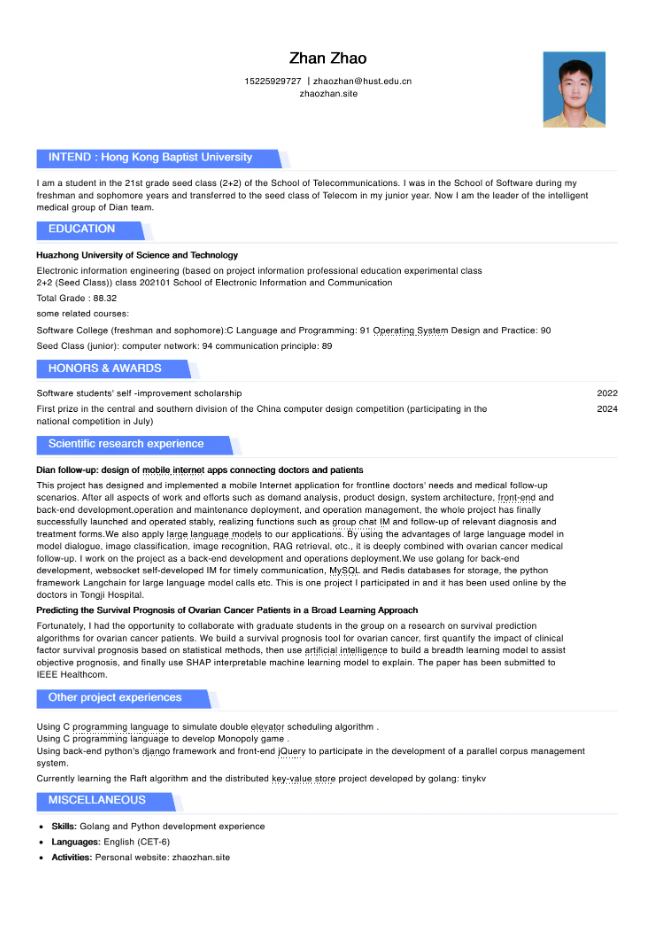 Zhan Zhao
15225929727 | zhaozhan@hust.edu.cn
zhaozhan.site
INTEND : Hong Kong Baptist University
I am a student in the 21st grade seed class (2+2) of the School of Telecommunications. I was in the School of Software during my
freshman and sophomore years and transferred to the seed class of Telecom in my junior year. Now I am the leader of the intelligent
medical group of Dian team.
EDUCATION
Huazhong University of Science and Technology
Electronic information engineering (based on project information professional education experimental class
2+2 (Seed Class)) class 202101 School of Electronic Information and Communication
Total Grade : 88.32
some related courses:
Software College (freshman and sophomore):C Language and Programming: 91 Operating System Design and Practice: 90
Seed Class (junior): computer network: 94 communication principle: 89
HONORS & AWARDS
Software students' self -improvement scholarship 2022
First prize in the central and southern division of the China computer design competition (participating in the 2024
national competition in July)
Scientific research experience
Dian follow-up: design of mobile internet apps connecting doctors and patients
This project has designed and implemented a mobile Internet application for frontline doctors' needs and medical follow-up
scenarios. After all aspects of work and efforts such as demand analysis, product design, system architecture, front-end and
back-end development,operation and maintenance deployment, and operation management, the whole project has finally
successfully launched and operated stably, realizing functions such as group chat IM and follow-up of relevant diagnosis and
treatment forms.We also apply large language models to our applications. By using the advantages of large language model in
model dialogue, image classification, image recognition, RAG retrieval, etc., it is deeply combined with ovarian cancer medical
follow-up. I work on the project as a back-end development and operations deployment.We use golang for back-end
development, websocket self-developed IM for timely communication, MySQL and Redis databases for storage, the python
framework Langchain for large language model calls etc. This is one project I participated in and it has been used online by the
doctors in Tongji Hospital.
Predicting the Survival Prognosis of Ovarian Cancer Patients in a Broad Learning Approach
Fortunately, I had the opportunity to collaborate with graduate students in the group on a research on survival prediction
algorithms for ovarian cancer patients. We build a survival prognosis tool for ovarian cancer, first quantify the impact of clinical
factor survival prognosis based on statistical methods, then use artificial intelligence to build a breadth learning model to assist
objective prognosis, and finally use SHAP interpretable machine learning model to explain. The paper has been submitted to
IEEE Healthcom.
Other project experiences
Using C programming language to simulate double elevator scheduling algorithm .
Using C programming language to develop Monopoly game .
Using back-end python's django framework and front-end jQuery to participate in the development of a parallel corpus management
system.
Currently learning the Raft algorithm and the distributed key-value store project developed by golang: tinykv
MISCELLANEOUS
• Skills: Golang and Python development experience
• Languages: English (CET-6)
• Activities: Personal website: zhaozhan.site